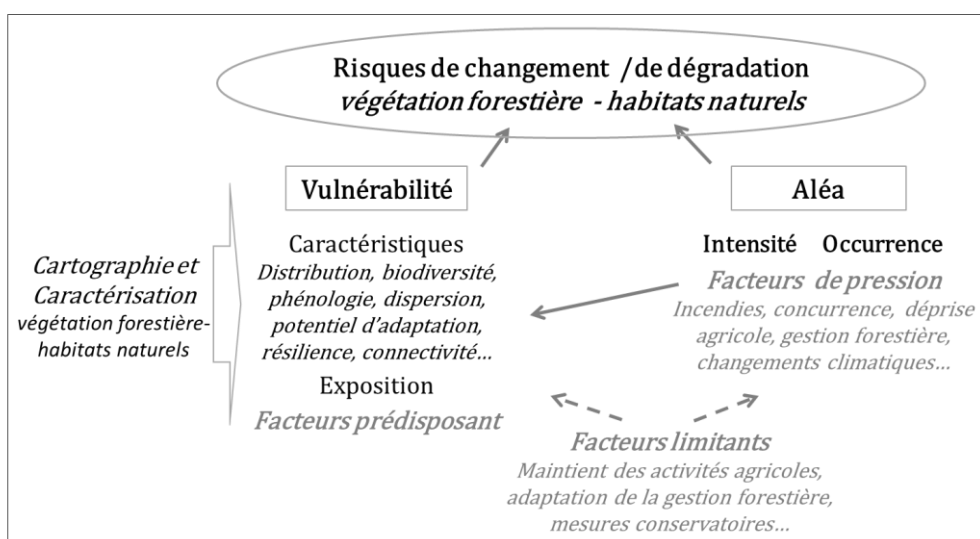 Risques de changement / de dégradation
végétation forestière - habitats naturels
Vulnérabilité
Aléa
Cartographie et
Caractérisation
végétation forestière-
habitats naturels
Caractéristiques
Distribution, biodiversité,
phénologie, dispersion,
potentiel d'adaptation,
résilience, connectivité...
Exposition
Facteurs prédisposant
Intensité Occurrence
Facteurs de pression
Incendies, concurrence, déprise
agricole, gestion forestière,
changements climatiques...
Facteurs limitants
Maintient des activités agricoles,
adaptation de la gestion forestière,
mesures conservatoires...